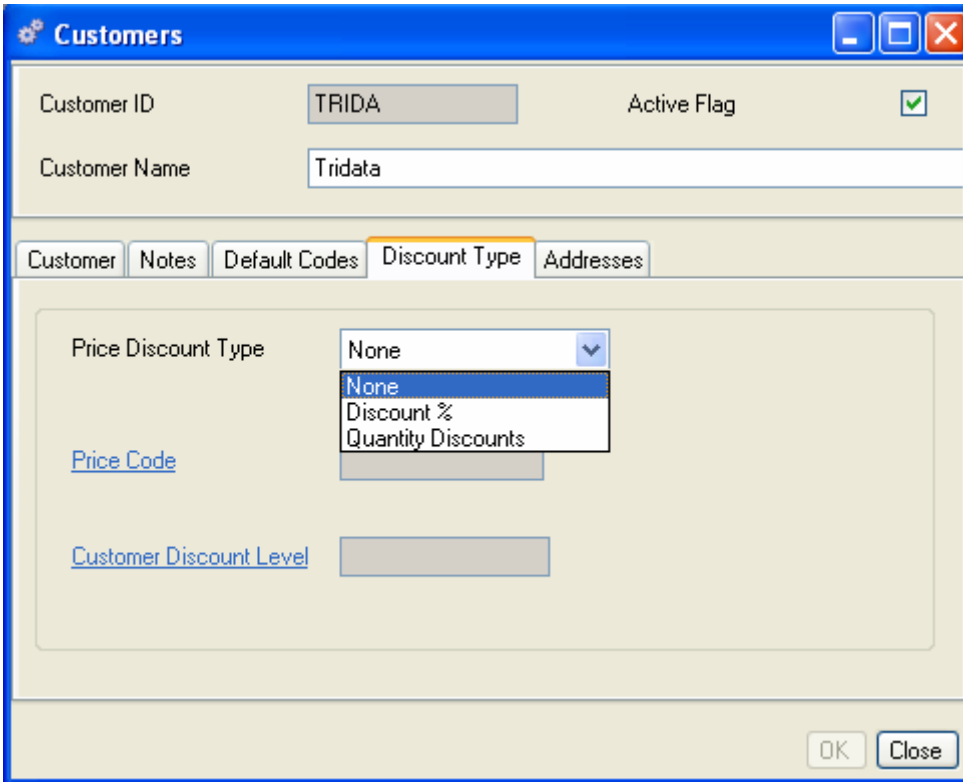 Customers
Customer ID TRIDA Active Flag
Customer Name Tridata
Customer Notes Default Codes Discount Type Addresses
Price Discount Type None
None
Discount %
Quantity Discounts
Price Code
Customer Discount Level
OK Close